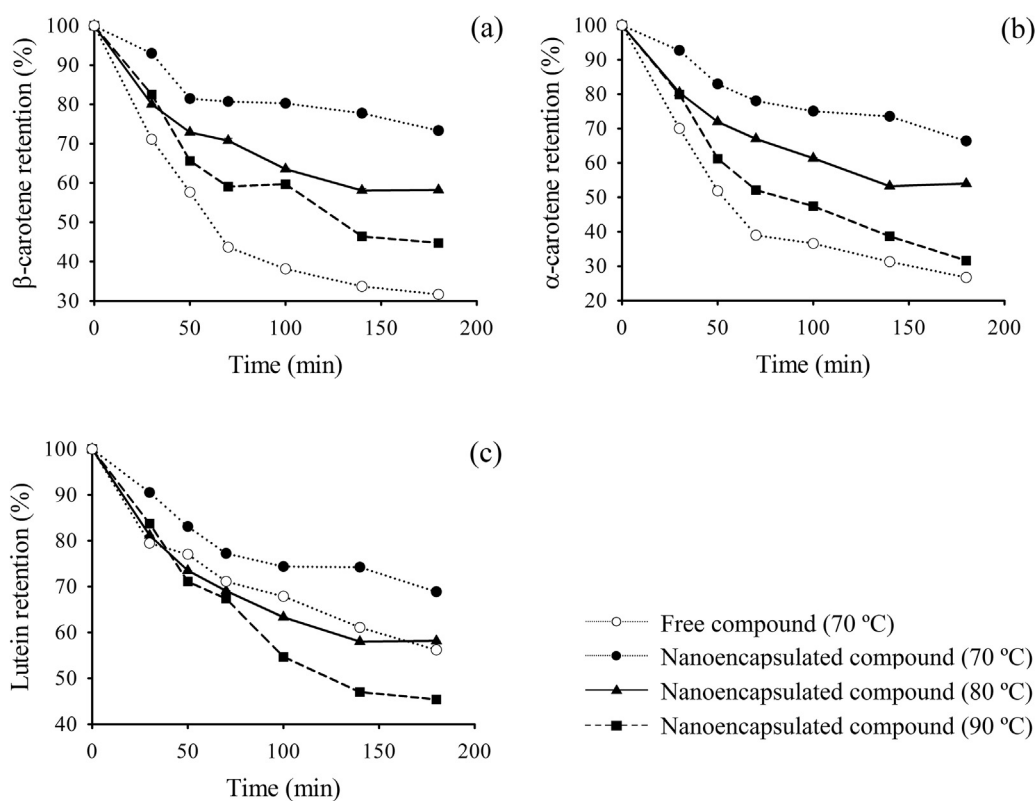 (a)
β-carotene retention (%)
100
90
80
70
60
50
40
30
0 50 100 150 200
Time (min)
(b)
α-carotene retention (%)
100
90
80
70
60
50
40
30
20
0 50 100 150 200
Time (min)
(c)
Lutein retention (%)
100
90
80
70
60
50
40
0 50 100 150 200
Time (min)
Free compound (70 ºC)
Nanoencapsulated compound (70 ºC)
Nanoencapsulated compound (80 ºC)
Nanoencapsulated compound (90 ºC)